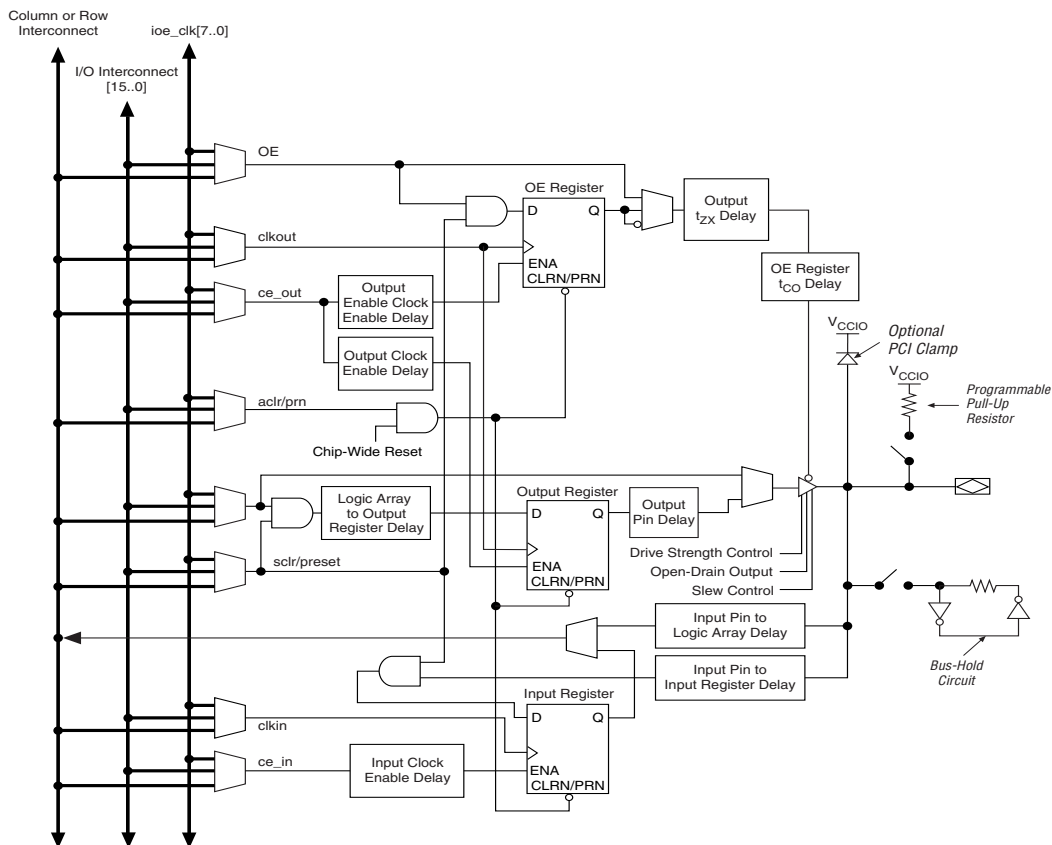 Column or Row
Interconnect
ioe_clk[7..0]
I/O Interconnect
[15..0]
OE
OE Register
D
Q
Output
tZX Delay
clkout
ENA
CLRN/PRN
OE Register
tCO
Delay
ce_out
Output
Enable Clock
Enable Delay
Output Clock
Enable Delay
VCCIO
Optional
PCI Clamp
VCCIO
Programmable
Pull-Up
Resistor
aclr/prn
Chip-Wide Reset
Logic Array
to Output
Register Delay
Output Register
D
Q
Output
Pin Delay
ENA
CLRN/PRN
sclr/preset
Drive Strength Control
Open-Drain Output
Slew Control
Input Pin to
Logic Array Delay
Input Pin to
Input Register Delay
Bus-Hold
Circuit
Input Register
D
Q
clkin
ENA
CLRN/PRN
ce_in
Input Clock
Enable Delay